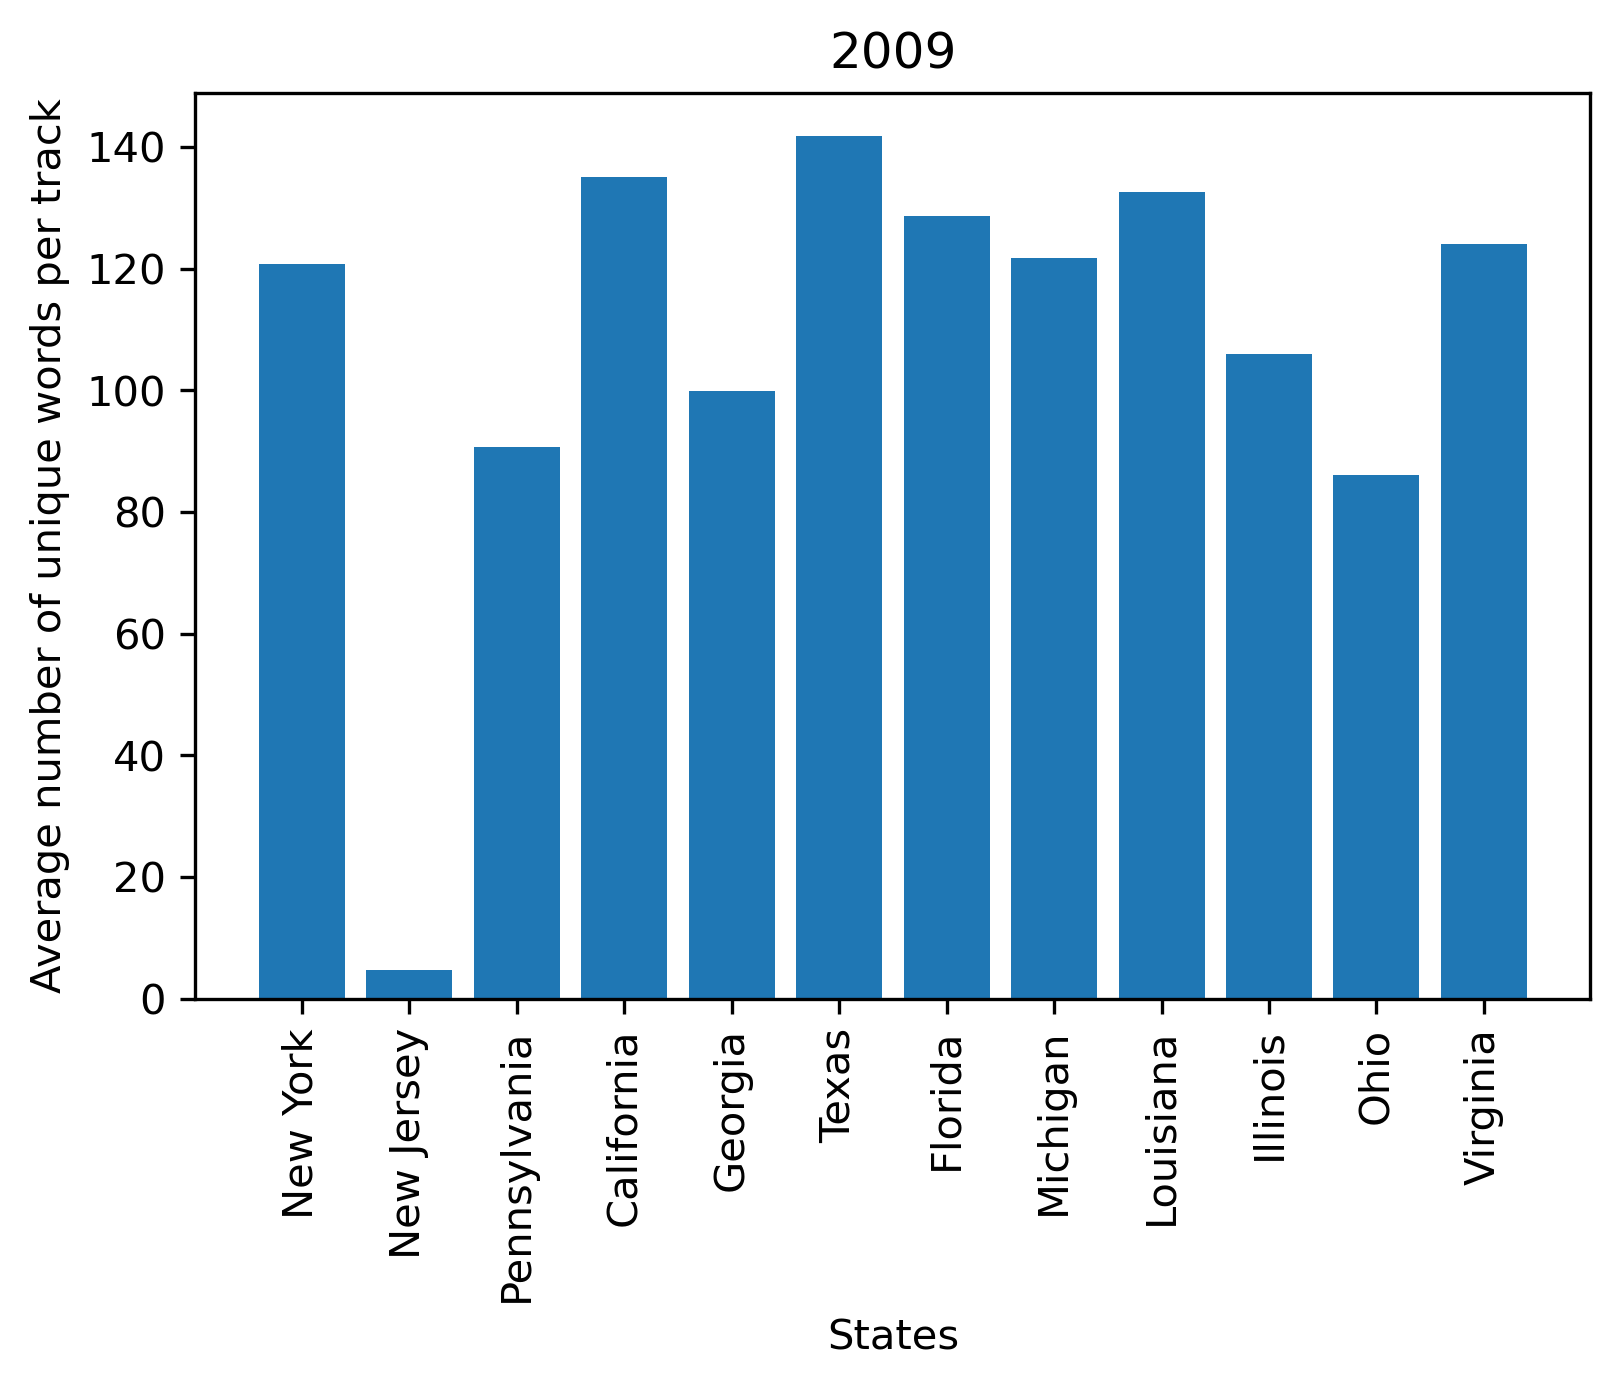 2009
Average number of unique words per track
140
120
100
80
60
40
20
0
New York
New Jersey
Pennsylvania
California
Georgia
Texas
Florida
Michigan
Louisiana
Illinois
Ohio
Virginia
States